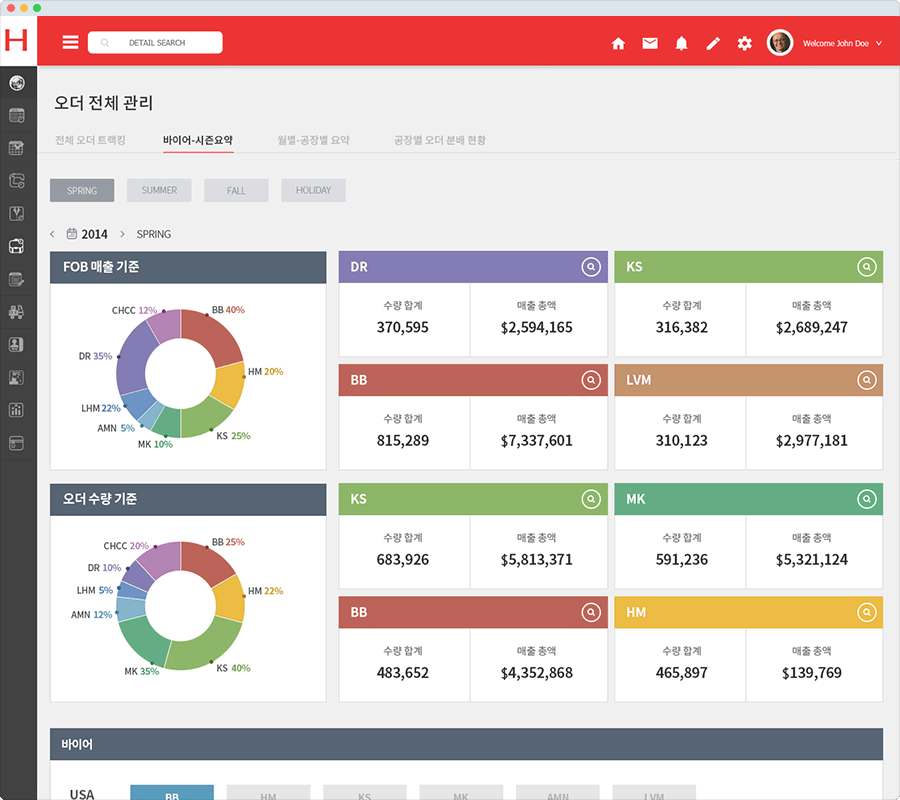 H
DETAIL SEARCH
Welcome John Doe
오더 전체 관리
전체 오더 트랙킹
바이어-시즌요약
월별-공장별 요약
공장별 오더 분배 현황
SPRING
SUMMER
FALL
HOLIDAY
2014
SPRING
FOB 매출 기준
CHCC 12%
BB 40%
DR 35%
HM 20%
LHM 22%
AMN 5%
KS 25%
MK 10%
DR
수량 합계
매출 총액
370,595
$2,594,165
KS
수량 합계
매출 총액
316,382
$2,689,247
BB
수량 합계
매출 총액
815,289
$7,337,601
LVM
수량 합계
매출 총액
310,123
$2,977,181
오더 수량 기준
CHCC 20%
BB 25%
DR 10%
LHM 5%
HM 22%
AMN 12%
KS 40%
MK 35%
KS
수량 합계
매출 총액
683,926
$5,813,371
MK
수량 합계
매출 총액
591,236
$5,321,124
BB
수량 합계
매출 총액
483,652
$4,352,868
HM
수량 합계
매출 총액
465,897
$139,769
바이어
USA
BB
HM
KS
MK
AMN
LVM